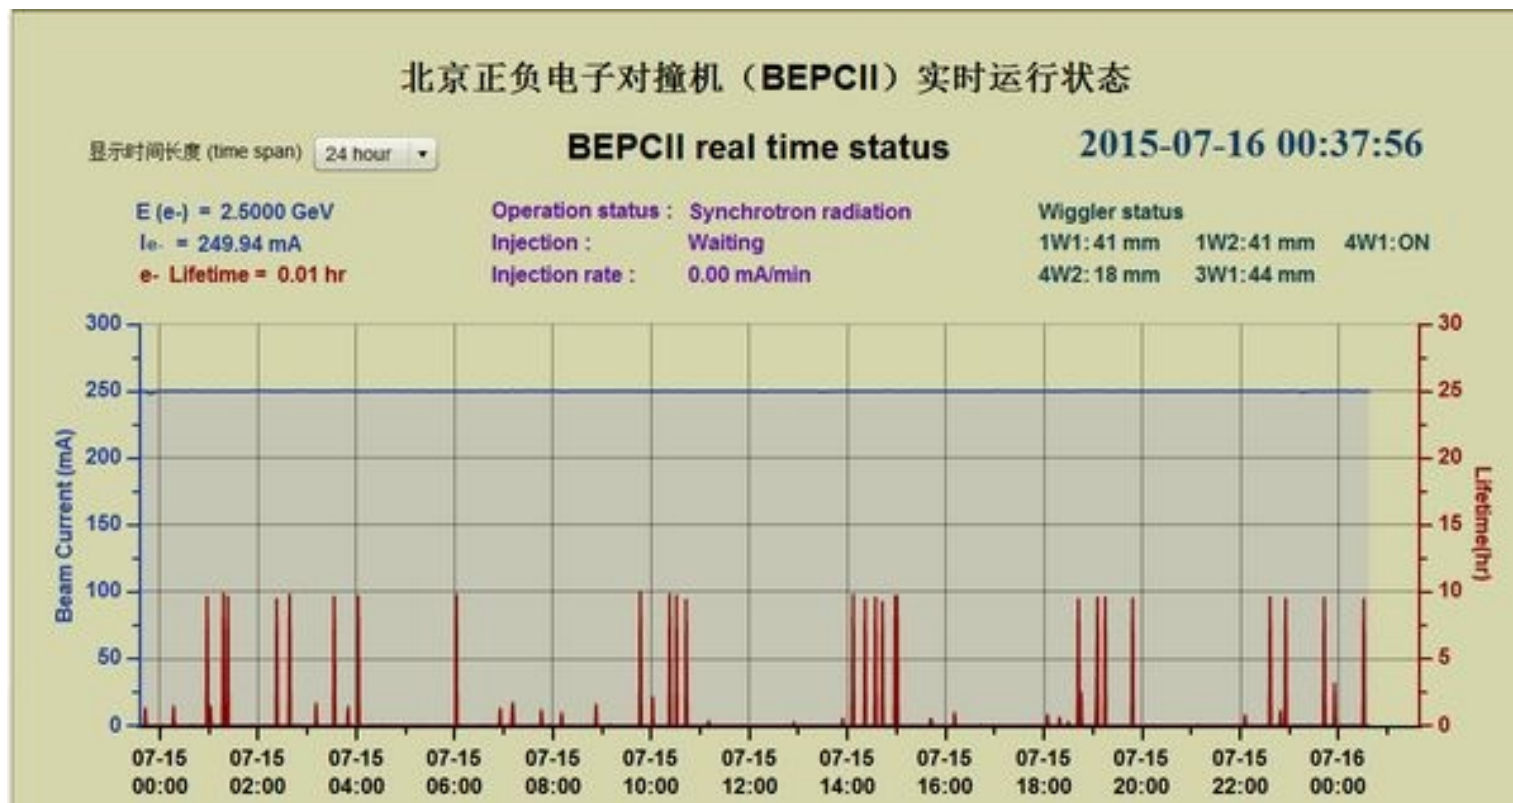 北京正负电子对撞机（BEPCII）实时运行状态
显示时间长度 (time span) 24 hour
BEPCII real time status
2015-07-16 00:37:56
E (e-) = 2.5000 GeV
Ie- = 249.94 mA
e- Lifetime = 0.01 hr
Operation status : Synchrotron radiation
Injection : Waiting
Injection rate : 0.00 mA/min
Wiggler status
1W1:41 mm 1W2:41 mm 4W1:ON
4W2:18 mm 3W1:44 mm
Beam Current (mA)
300
250
200
150
100
50
0
30
25
20
15
10
5
0
Lifetime(hr)
07-15 07-15 07-15 07-15 07-15 07-15 07-15 07-15 07-15 07-15 07-15 07-15 07-16
00:00 02:00 04:00 06:00 08:00 10:00 12:00 14:00 16:00 18:00 20:00 22:00 00:00